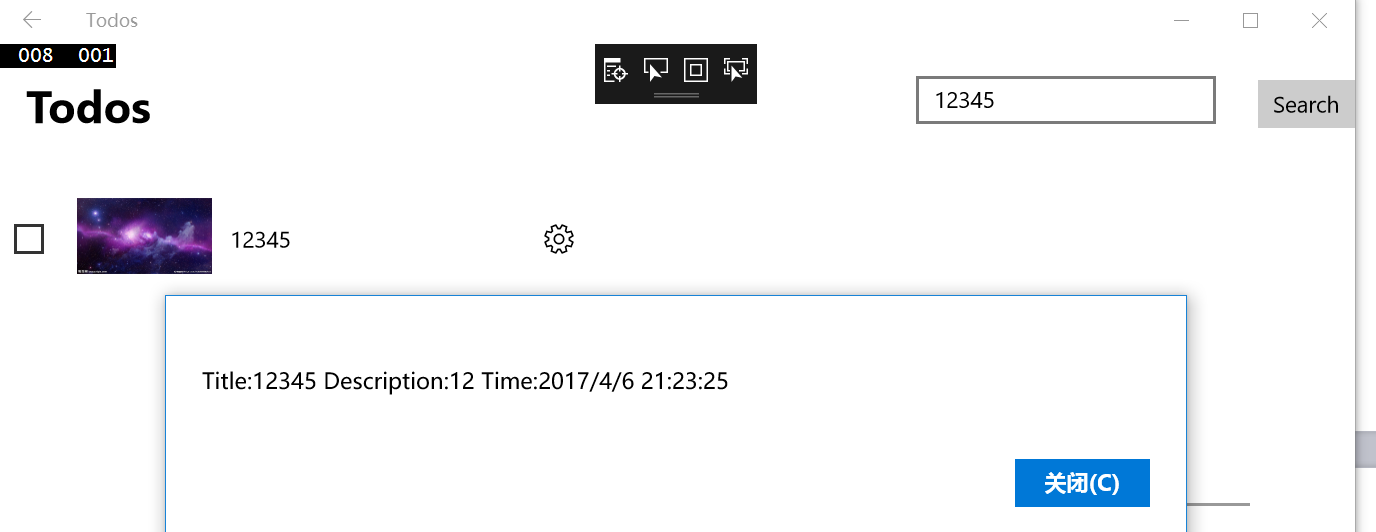 Todos
008 001
Todos
12345
Search
12345
Title:12345 Description:12 Time:2017/4/6 21:23:25
关闭(C)